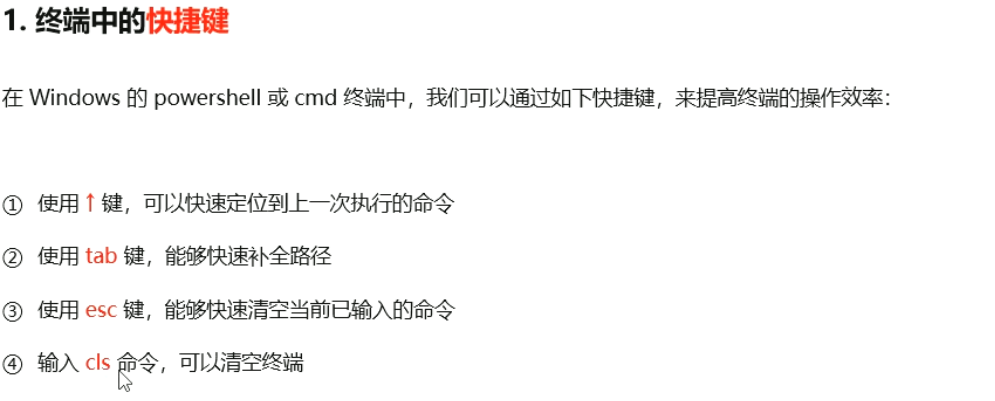 1. 终端中的快捷键
在 Windows 的 powershell 或 cmd 终端中，我们可以通过如下快捷键，来提高终端的操作效率：
① 使用 ↑ 键，可以快速定位到上一次执行的命令
② 使用 tab 键，能够快速补全路径
③ 使用 esc 键，能够快速清空当前已输入的命令
④ 输入 cls 命令，可以清空终端